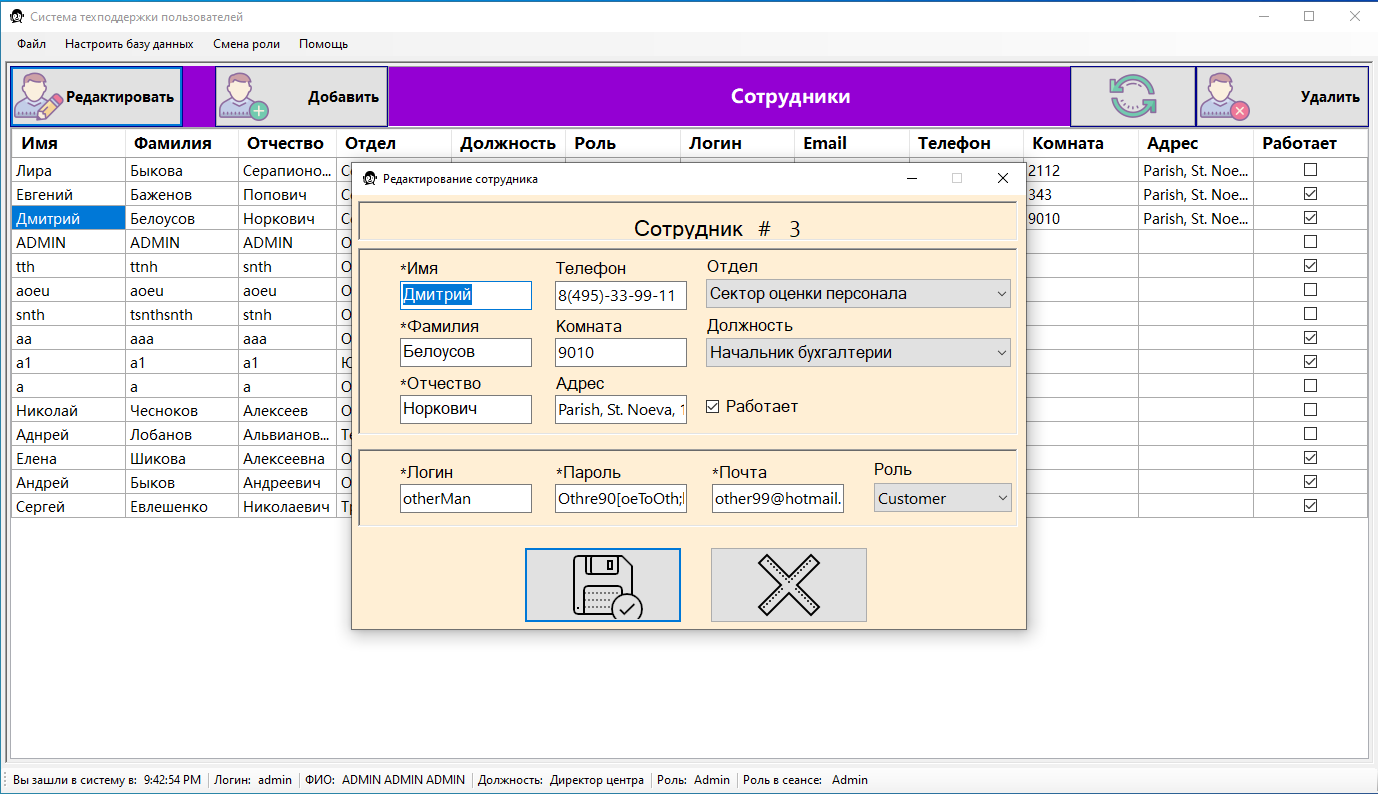 Система техподдержки пользователей
Файл Настроить базу данных Смена роли Помощь
Редактировать Добавить Сотрудники Удалить
Имя Фамилия Отчество Отдел Должность Роль Логин Email Телефон Комната Адрес Работает
Лира Быкова Серапионо... 2112 Parish, St. Noe...
Евгений Баженов Попович 343 Parish, St. Noe...
Дмитрий Белоусов Норкович 9010 Parish, St. Noe...
ADMIN ADMIN ADMIN
tth ttnh snth
aoeu aoeu aoeu
snth tsnthsnth stnh
aa aaa aaa
a1 a1 a1
a a a
Николай Чесноков Алексеев
Аднрей Лобанов Альвианов...
Елена Шикова Алексеевна
Андрей Быков Андреевич
Сергей Евлешенко Николаевич
Редактирование сотрудника
Сотрудник # 3
*Имя Телефон Отдел
Дмитрий 8(495)-33-99-11 Сектор оценки персонала
*Фамилия Комната Должность
Белоусов 9010 Начальник бухгалтерии
*Отчество Адрес
Норкович Parish, St. Noeva, Работает
*Логин *Пароль *Почта Роль
otherMan Othre90[oeToOth; other99@hotmail. Customer
Вы зашли в систему в: 9:42:54 PM Логин: admin ФИО: ADMIN ADMIN ADMIN Должность: Директор центра Роль: Admin Роль в сеансе: Admin